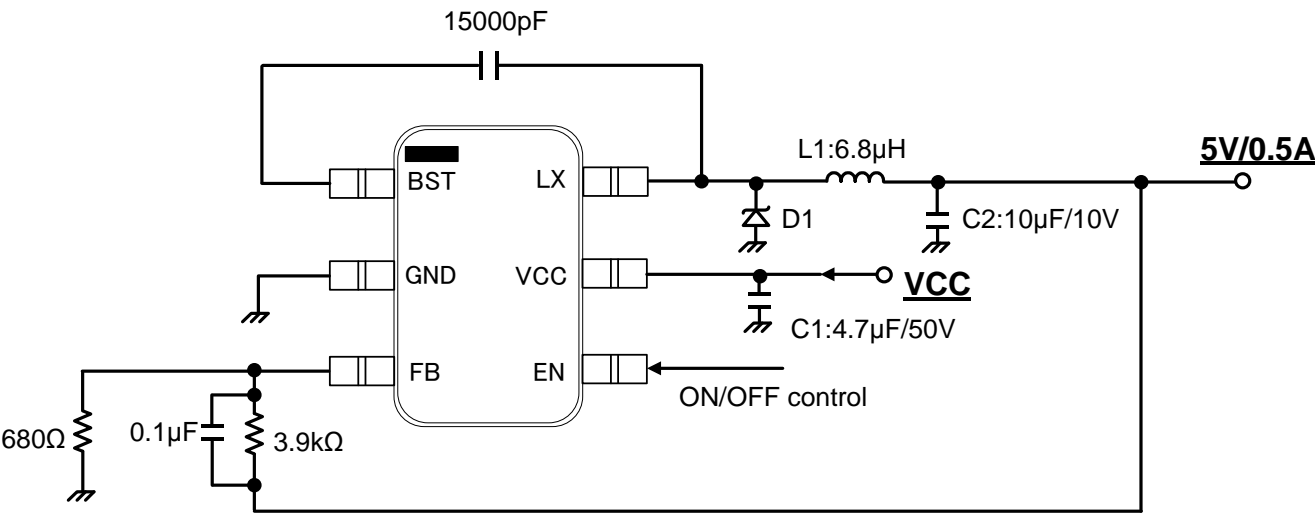 15000pF
L1:6.8µH
5V/0.5A
BST
LX
D1
C2:10µF/10V
GND
VCC
VCC
C1:4.7µF/50V
FB
EN
ON/OFF control
680Ω
0.1µF
3.9kΩ